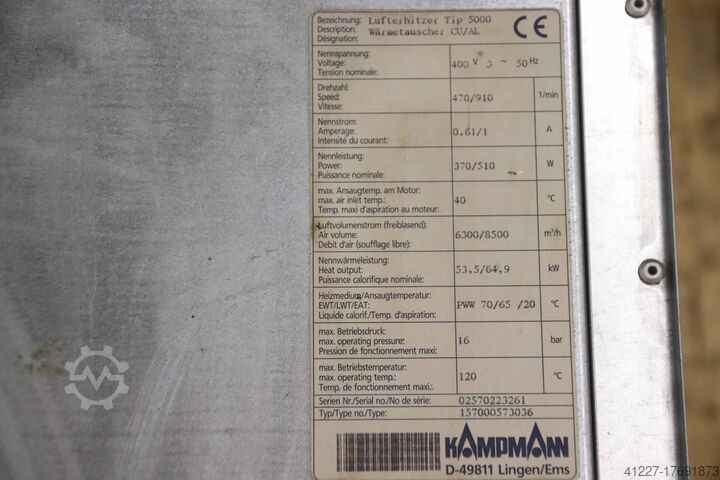 Bezeichnung: Lufterhitzer Tip 5000
Description: Wärmetauscher CU/AL
Désignation:
CE
Nennspannung:
Voltage: 400 V 3 ~ 50 Hz
Tension nominale:
Drehzahl:
Speed: 470/910 1/min
Vitesse:
Nennstrom:
Amperage: 0,61/1 A
Intensité du courant:
Nennleistung:
Power: 370/510 W
Puissance nominale:
max. Ansaugtemp. am Motor:
max. air inlet temp.: 40 °C
Temp. maxi d'aspiration au moteur:
Luftvolumenstrom (freiblasend):
Air volume: 6300/8500 m³/h
Debit d'air (soufflage libre):
Nennwärmeleistung:
Heat output: 53,5/64,9 kW
Puissance calorifique nominale:
Heizmedium/Ansaugtemperatur:
EWT/LWT/EAT: PWW 70/65 /20 °C
Liquide calorif./Temp. d'aspiration:
max. Betriebsdruck:
max. operating pressure: 16 bar
Pression de fonctionnement maxi:
max. Betriebstemperatur:
max. operating temp.: 120 °C
Temp. de fonctionnement maxi.:
Serien Nr./Serial no./No de série: 02570223261
Typ/Type no./Type: 157000573036
KAMPMANN
D-49811 Lingen/Ems
41227-17691873